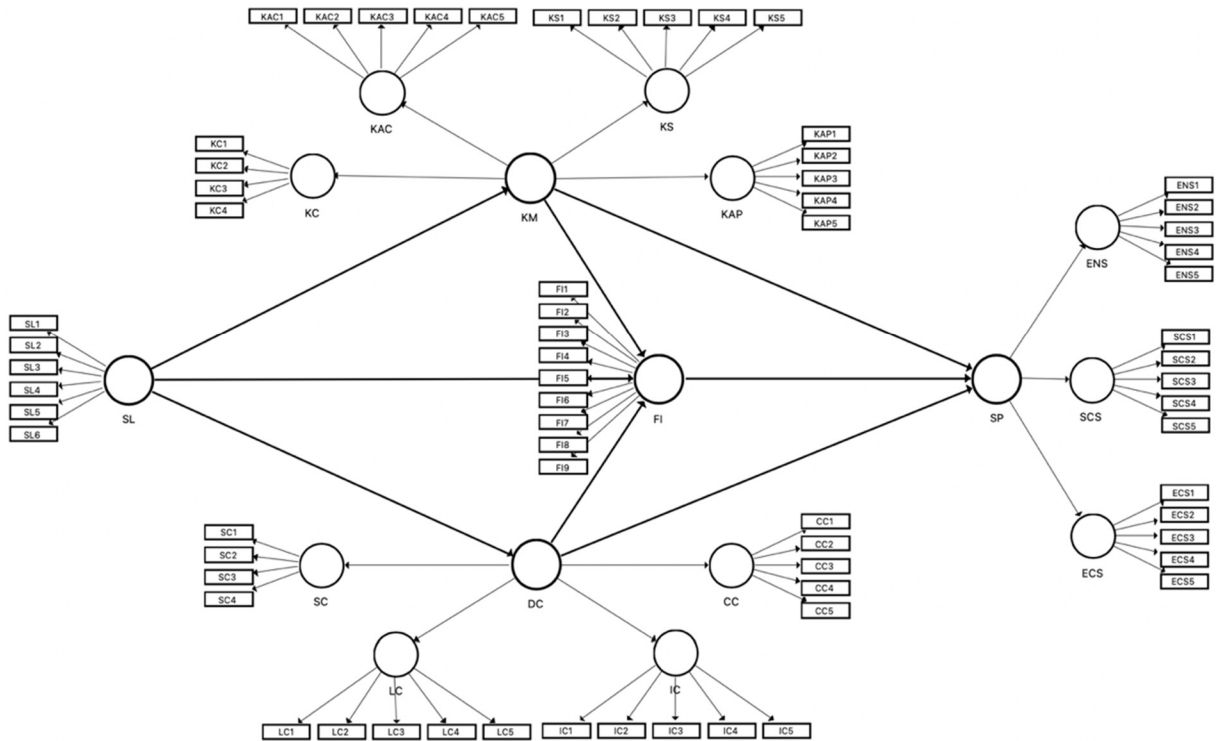 KAC1 KAC2 KAC3 KAC4 KAC5
KS1 KS2 KS3 KS4 KS5
KAC
KS
KC1
KC2
KC3
KC4
KC
KM
KAP
KAP1
KAP2
KAP3
KAP4
KAP5
ENS1
ENS2
ENS3
ENS4
ENS5
ENS
SL1
SL2
SL3
SL4
SL5
SL6
SL
FI1
FI2
FI3
FI4
FI5
FI6
FI7
FI8
FI9
FI
SP
SCS
SCS1
SCS2
SCS3
SCS4
SCS5
SC1
SC2
SC3
SC4
SC
DC
CC
CC1
CC2
CC3
CC4
CC5
ECS
ECS1
ECS2
ECS3
ECS4
ECS5
LC
IC
LC1 LC2 LC3 LC4 LC5
IC1 IC2 IC3 IC4 IC5